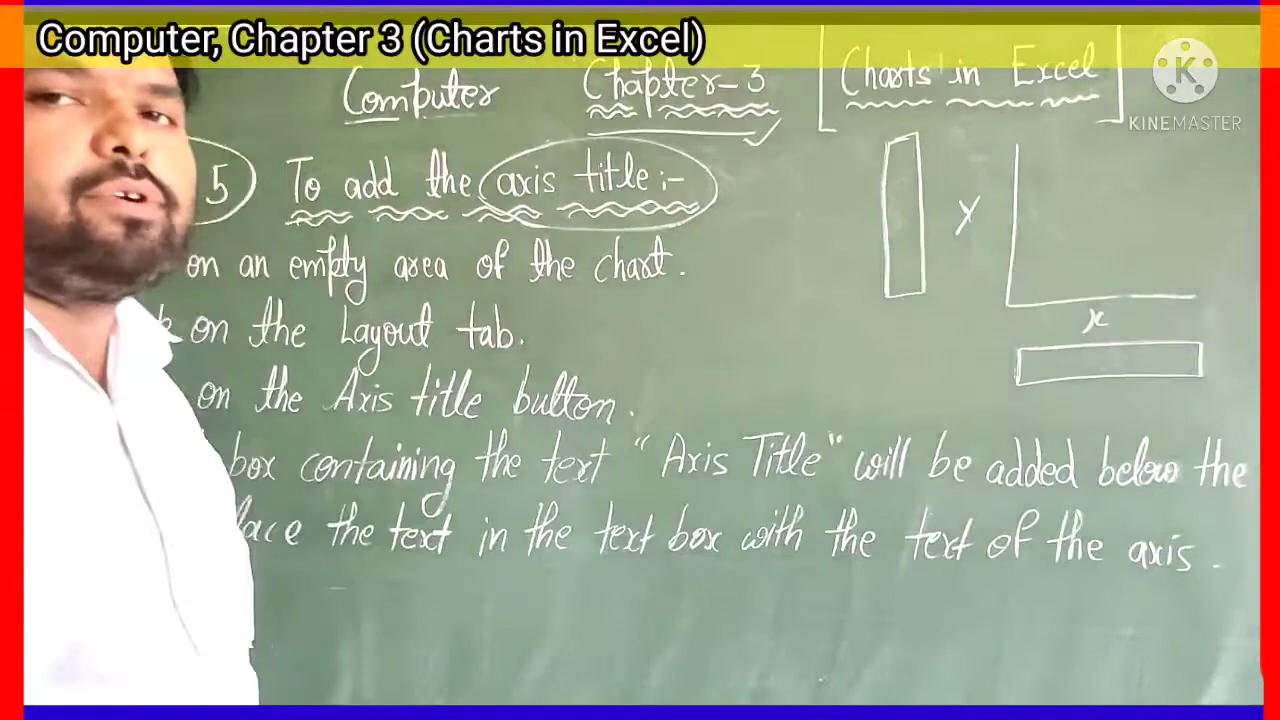 Computer, Chapter 3 (Charts in Excel)
K
KINEMASTER
Computer Chapter-3 [Charts in Excel]
5) To add the axis title:-
on an empty area of the chart.
on the Layout tab.
on the Axis title button.
box containing the text "Axis Title" will be added below the
lace the text in the text box with the text of the axis.
y
x